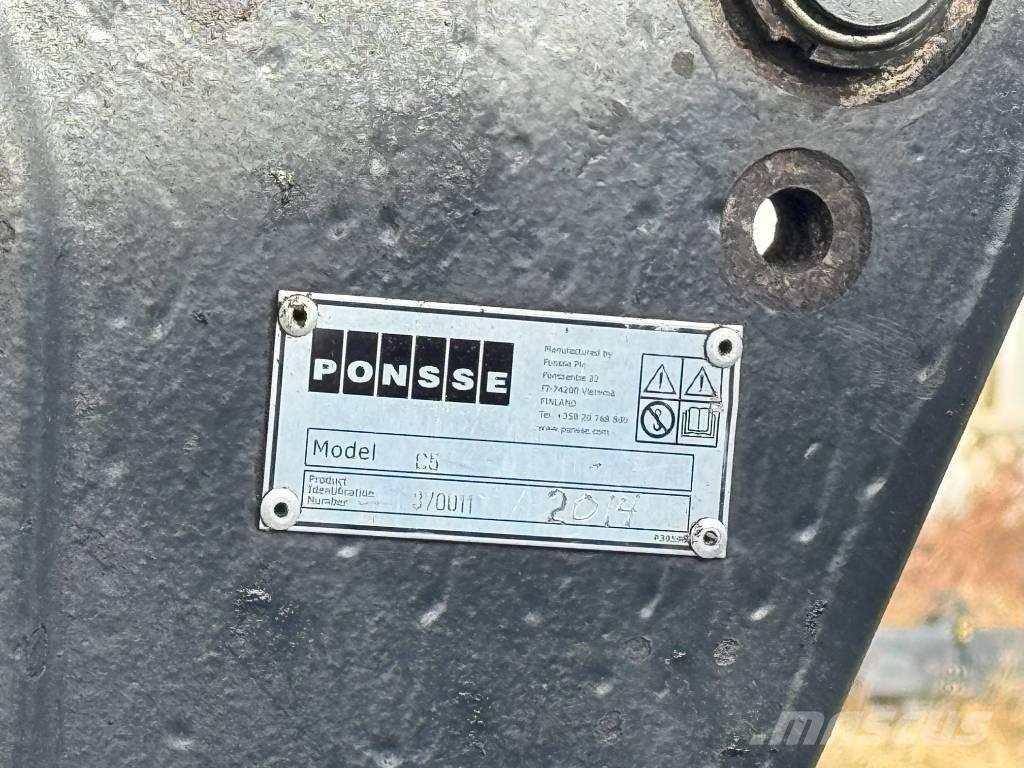 PONSSE
Manufactured by
Ponsse Plc
Ponssentie 22
FI-74200 Vieremä
FINLAND
Tel. +358 20 768 800
www.ponsse.com
Model C5
Product
Identification
Number / 2014
mascus